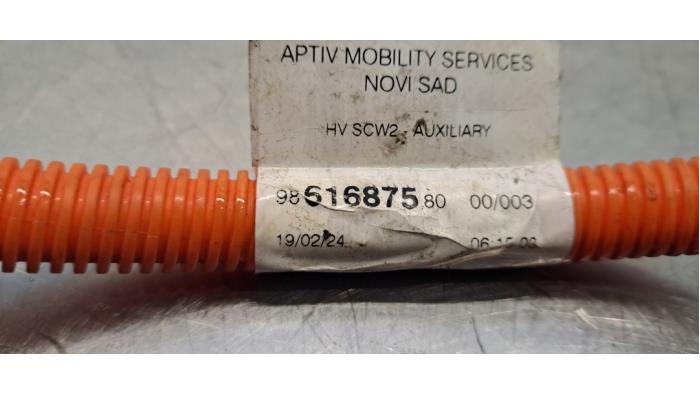 APTIV MOBILITY SERVICES
NOVI SAD
HV SCW2 - AUXILIARY
98 616875 80 00/003
19/02/24